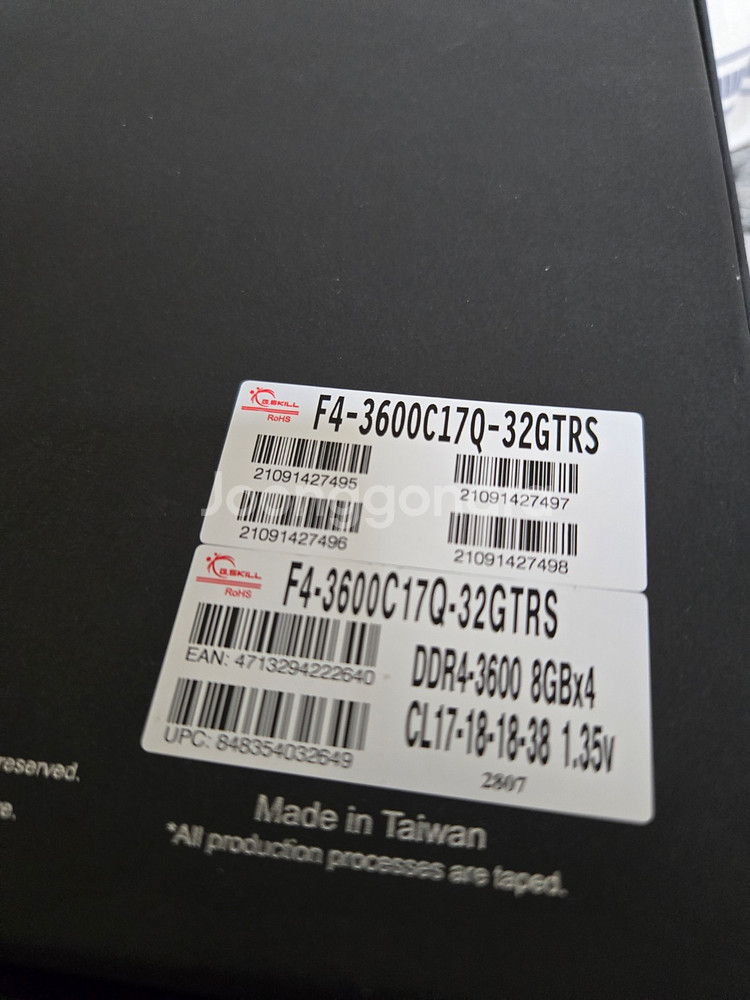 G.SKILL
RoHS
F4-3600C17Q-32GTRS
21091427495
21091427497
21091427496
21091427498
Joonggonara
G.SKILL
RoHS
F4-3600C17Q-32GTRS
EAN: 4713294222640
DDR4-3600 8GBx4
UPC: 848354032649
CL17-18-18-38 1.35v
2807
reserved.
Made in Taiwan
*All production processes are taped.